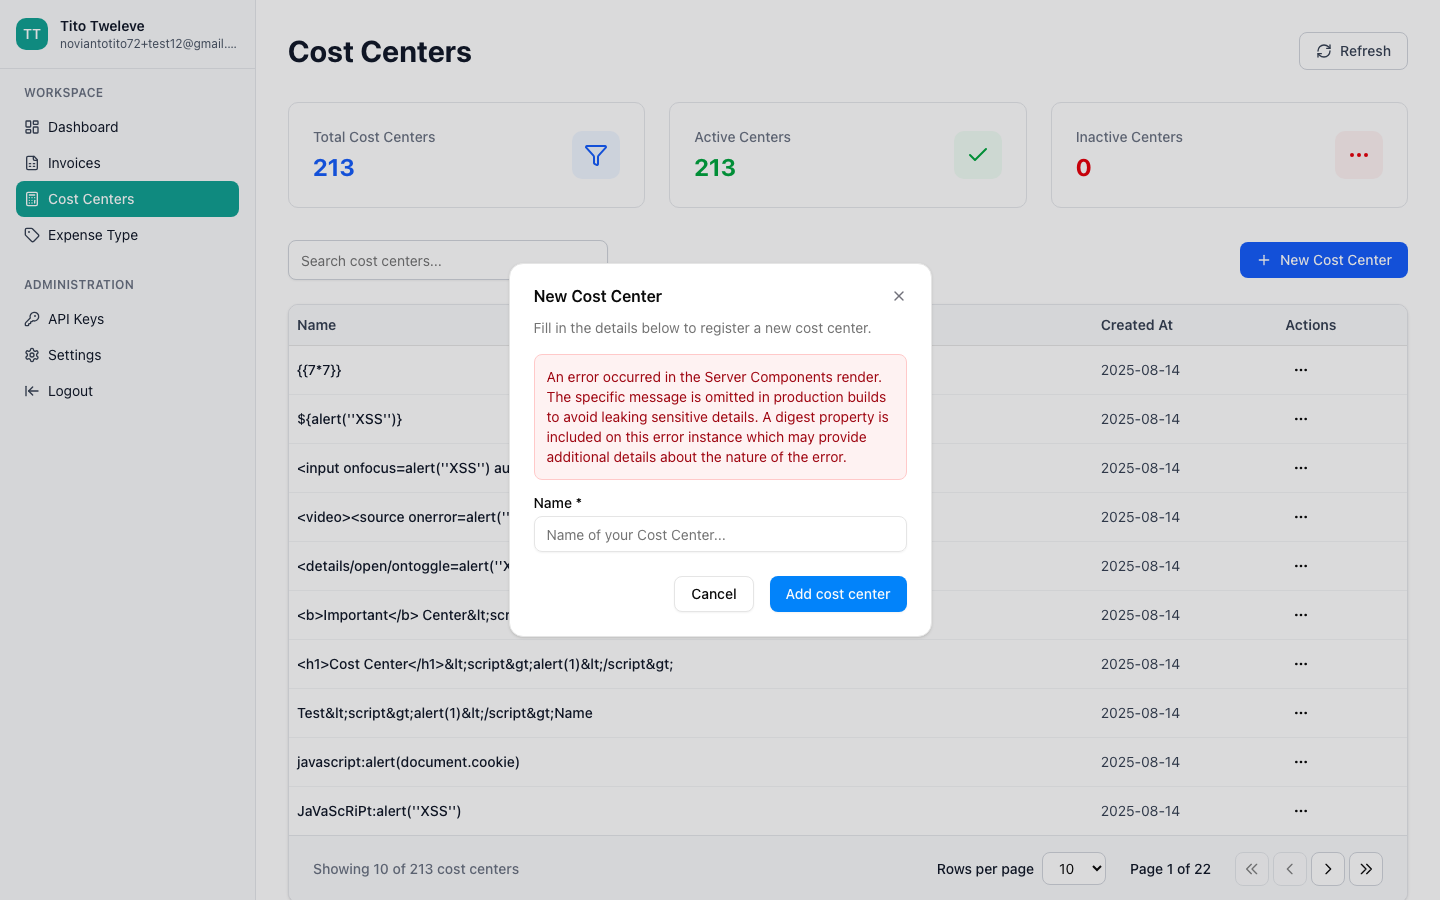 TT
Tito Tweleve
noviantotito72+test12@gmail....
WORKSPACE
Dashboard
Invoices
Cost Centers
Expense Type
ADMINISTRATION
API Keys
Settings
Logout
Cost Centers
Refresh
Total Cost Centers
213
Active Centers
213
Inactive Centers
0
Search cost centers...
New Cost Center
Name
Created At
Actions
{{7*7}}
2025-08-14
${alert(''XSS'')}
2025-08-14
<input onfocus=alert(''XSS'') au
2025-08-14
<video><source onerror=alert(''
2025-08-14
<details/open/ontoggle=alert(''X
2025-08-14
<b>Important</b> Center&lt;scr
2025-08-14
<h1>Cost Center</h1>&lt;script&gt;alert(1)&lt;/script&gt;
2025-08-14
Test&lt;script&gt;alert(1)&lt;/script&gt;Name
2025-08-14
javascript:alert(document.cookie)
2025-08-14
JaVaScRiPt:alert(''XSS'')
2025-08-14
Showing 10 of 213 cost centers
Rows per page
10
Page 1 of 22
New Cost Center
Fill in the details below to register a new cost center.
An error occurred in the Server Components render.
The specific message is omitted in production builds
to avoid leaking sensitive details. A digest property is
included on this error instance which may provide
additional details about the nature of the error.
Name *
Name of your Cost Center...
Cancel
Add cost center